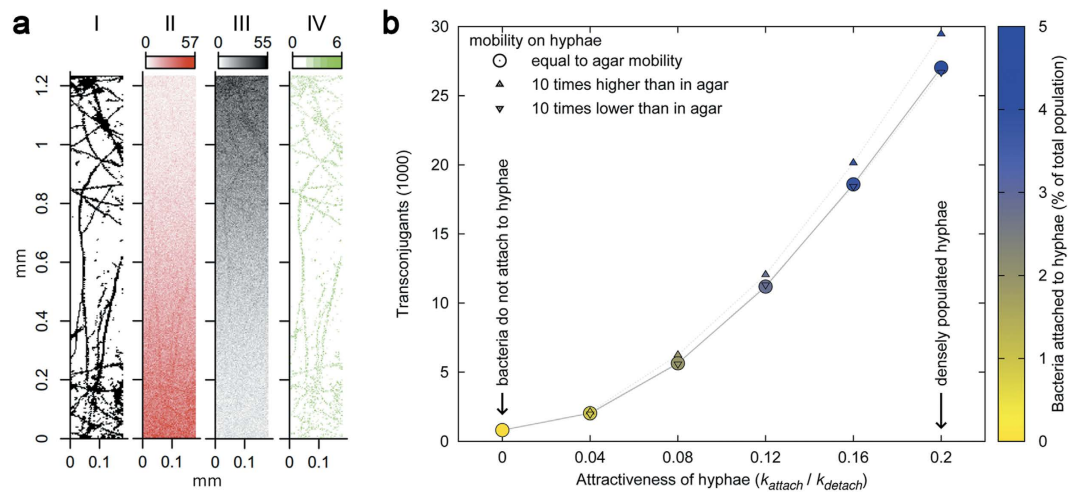 a
I II III IV
0 57 0 55 0 6
1.2
1
0.8
0.6
0.4
0.2
0
mm
0 0.1 0 0.1 0 0.1 0 0.1
mm
b
30
25
20
15
10
5
0
Transconjugants (1000)
mobility on hyphae
equal to agar mobility
10 times higher than in agar
10 times lower than in agar
bacteria do not attach to hyphae
densely populated hyphae
0 0.04 0.08 0.12 0.16 0.2
Attractiveness of hyphae (kattach / kdetach)
5
4
3
2
1
0
Bacteria attached to hyphae (% of total population)